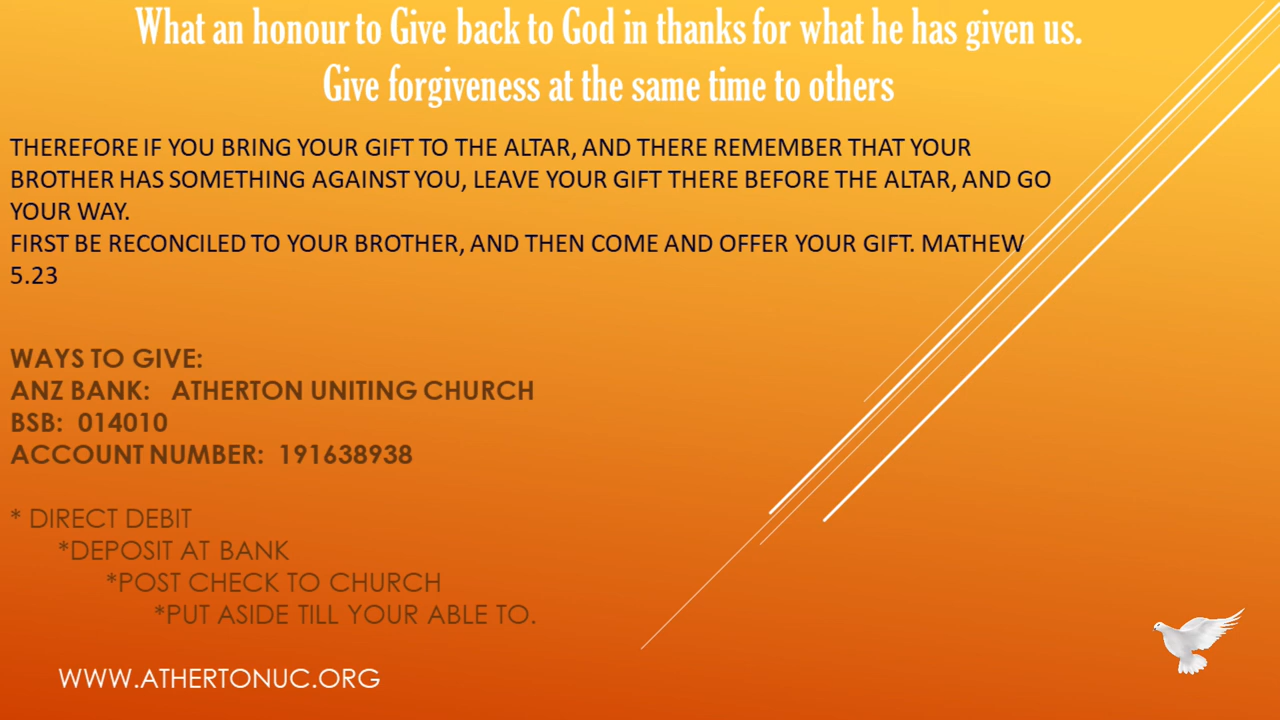 What an honour to Give back to God in thanks for what he has given us.
Give forgiveness at the same time to others
THEREFORE IF YOU BRING YOUR GIFT TO THE ALTAR, AND THERE REMEMBER THAT YOUR
BROTHER HAS SOMETHING AGAINST YOU, LEAVE YOUR GIFT THERE BEFORE THE ALTAR, AND GO
YOUR WAY.
FIRST BE RECONCILED TO YOUR BROTHER, AND THEN COME AND OFFER YOUR GIFT. MATHEW
5.23
WAYS TO GIVE:
ANZ BANK: ATHERTON UNITING CHURCH
BSB: 014010
ACCOUNT NUMBER: 191638938
* DIRECT DEBIT
*DEPOSIT AT BANK
*POST CHECK TO CHURCH
*PUT ASIDE TILL YOUR ABLE TO.
WWW.ATHERTONUC.ORG